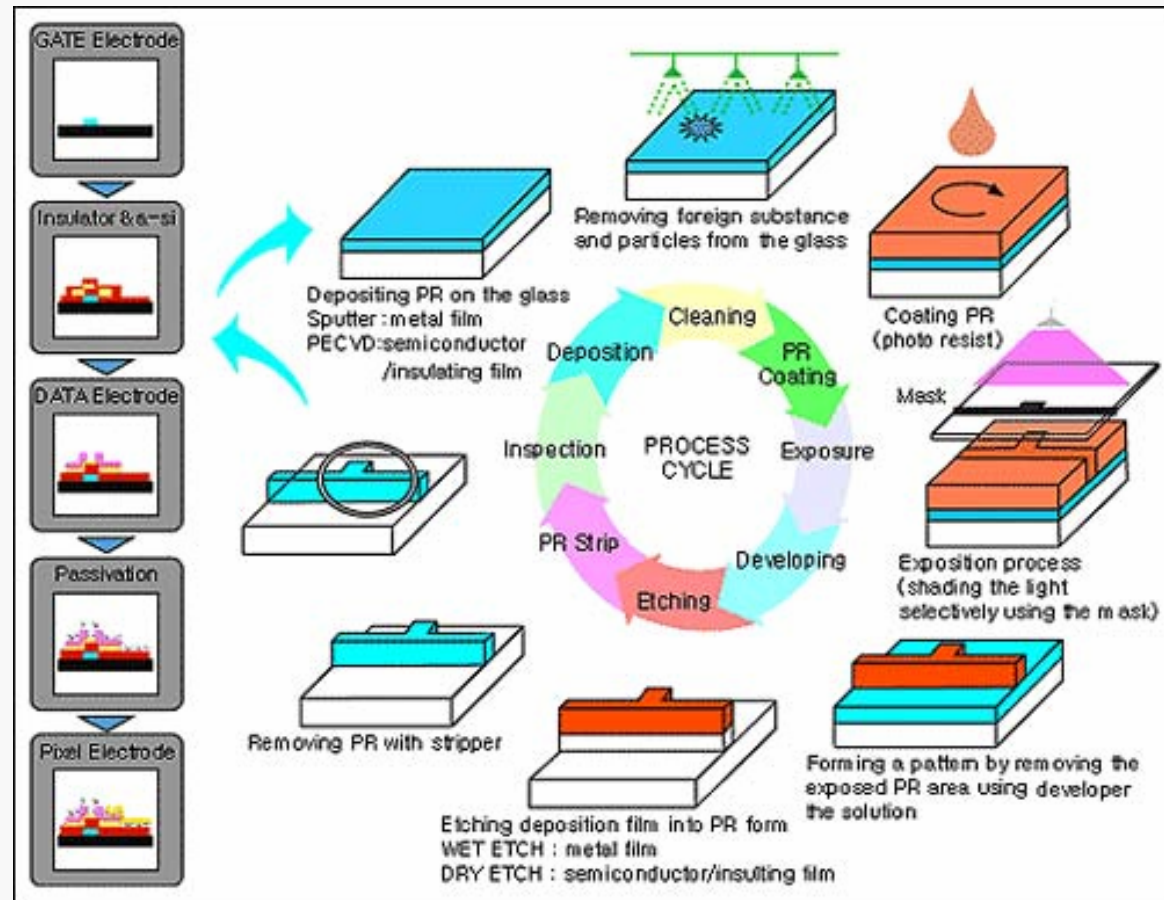 GATE Electrode
Insulator & a-si
DATA Electrode
Passivation
Pixel Electrode
Removing foreign substance
and particles from the glass
Depositing PR on the glass
Sputter : metal film
PECVD : semiconductor
/insulating film
Coating PR
(photo resist)
Mask
Exposition process
(shading the light
selectively using the mask)
Forming a pattern by removing the
exposed PR area using developer
the solution
Etching deposition film into PR form
WET ETCH : metal film
DRY ETCH : semiconductor/insulting film
Removing PR with stripper
PROCESS
CYCLE
Deposition
Cleaning
PR
Coating
Exposure
Developing
Etching
PR Strip
Inspection